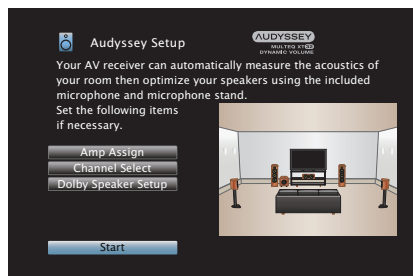 Audyssey Setup
AUDYSSEY
MULTEQ XT32
DYNAMIC VOLUME
Your AV receiver can automatically measure the acoustics of
your room then optimize your speakers using the included
microphone and microphone stand.
Set the following items
if necessary.
Amp Assign
Channel Select
Dolby Speaker Setup
Start